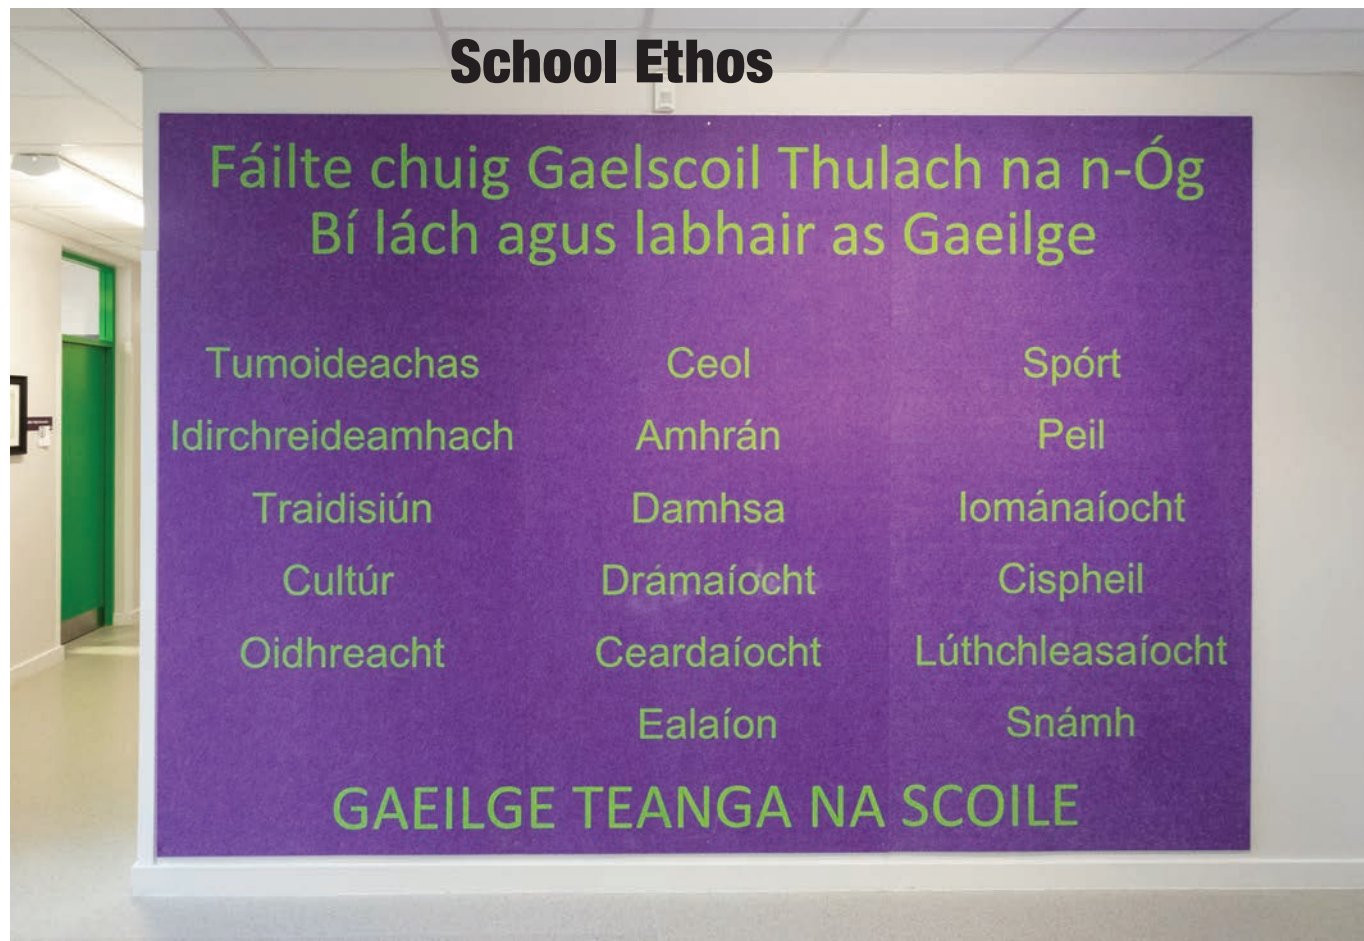 School Ethos
Fáilte chuig Gaelscoil Thulach na n-Óg
Bí lách agus labhair as Gaeilge
Tumoideachas
Idirchreideamhach
Traidisiún
Cultúr
Oidhreacht
Ceol
Amhrán
Damhsa
Drámaíocht
Ceardaíocht
Ealaíon
Spórt
Peil
Iománaíocht
Cispheil
Lúthchleasaíocht
Snámh
GAEILGE TEANGA NA SCOILE